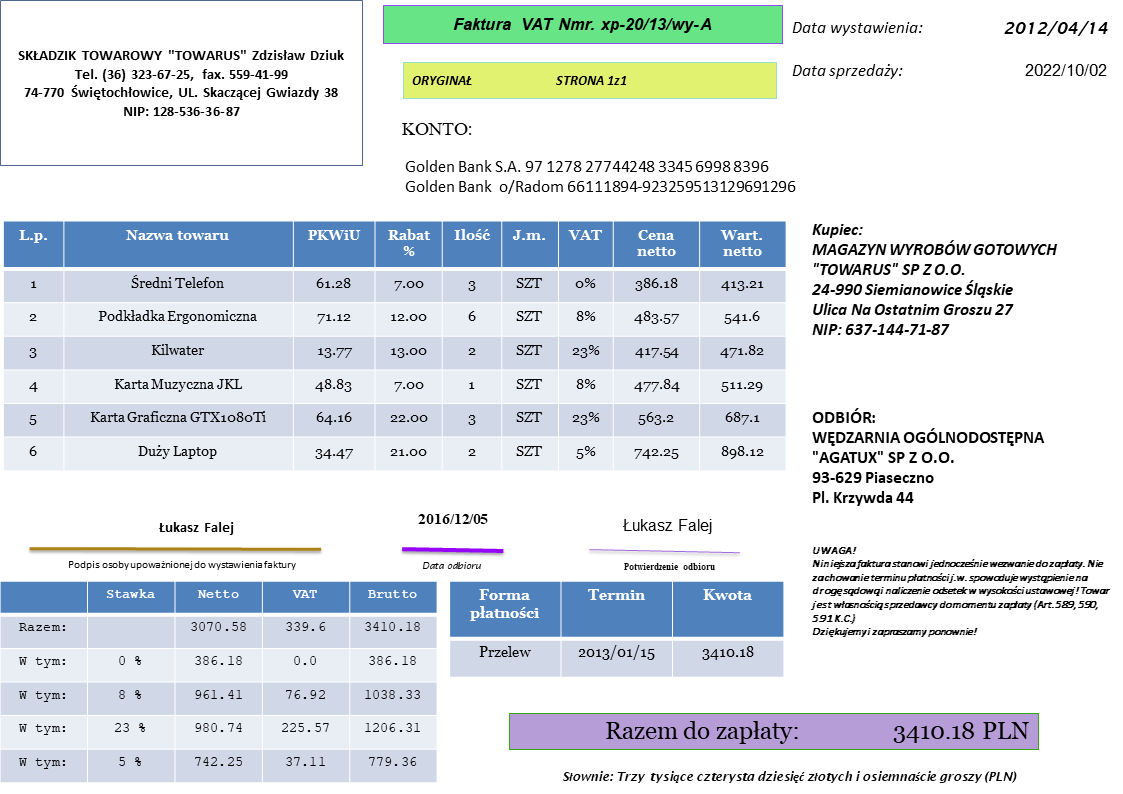 SKŁADZIK TOWAROWY "TOWARUS" Zdzisław Dziuk
Tel. (36) 323-67-25, fax. 559-41-99
74-770 Świętochłowice, UL. Skaczącej Gwiazdy 38
NIP: 128-536-36-87
Faktura VAT Nmr. xp-20/13/wy-A
ORYGINAŁ STRONA 1z1
Data wystawienia: 2012/04/14
Data sprzedaży: 2022/10/02
KONTO:
Golden Bank S.A. 97 1278 27744248 3345 6998 8396
Golden Bank o/Radom 66111894-923259513129691296
L.p. Nazwa towaru PKWiU Rabat % Ilość J.m. VAT Cena netto Wart. netto
1 Średni Telefon 61.28 7.00 3 SZT 0% 386.18 413.21
2 Podkładka Ergonomiczna 71.12 12.00 6 SZT 8% 483.57 541.6
3 Kilwater 13.77 13.00 2 SZT 23% 417.54 471.82
4 Karta Muzyczna JKL 48.83 7.00 1 SZT 8% 477.84 511.29
5 Karta Graficzna GTX1080Ti 64.16 22.00 3 SZT 23% 563.2 687.1
6 Duży Laptop 34.47 21.00 2 SZT 5% 742.25 898.12
Kupiec:
MAGAZYN WYROBÓW GOTOWYCH
"TOWARUS" SP Z O.O.
24-990 Siemianowice Śląskie
Ulica Na Ostatnim Groszu 27
NIP: 637-144-71-87
ODBIÓR:
WĘDZARNIA OGÓLNODOSTĘPNA
"AGATUX" SP Z O.O.
93-629 Piaseczno
Pl. Krzywda 44
Łukasz Falej
Podpis osoby upoważnionej do wystawienia faktury
2016/12/05
Data odbioru
Łukasz Falej
Potwierdzenie odbioru
UWAGA!
Niniejsza faktura stanowi jednocześnie wezwanie do zapłaty. Nie
zachowanie terminu płatności j.w. spowoduje wystąpienie na
drogę sądową i naliczenie odsetek w wysokości ustawowej! Towar
jest własnością sprzedawcy do momentu zapłaty (Art. 589, 590,
591 K.C.)
Dziękujemy i zapraszamy ponownie!
Stawka Netto VAT Brutto
Razem: 3070.58 339.6 3410.18
W tym: 0 % 386.18 0.0 386.18
W tym: 8 % 961.41 76.92 1038.33
W tym: 23 % 980.74 225.57 1206.31
W tym: 5 % 742.25 37.11 779.36
Forma płatności Termin Kwota
Przelew 2013/01/15 3410.18
Razem do zapłaty: 3410.18 PLN
Słownie: Trzy tysiące czterysta dziesięć złotych i osiemnaście groszy (PLN)